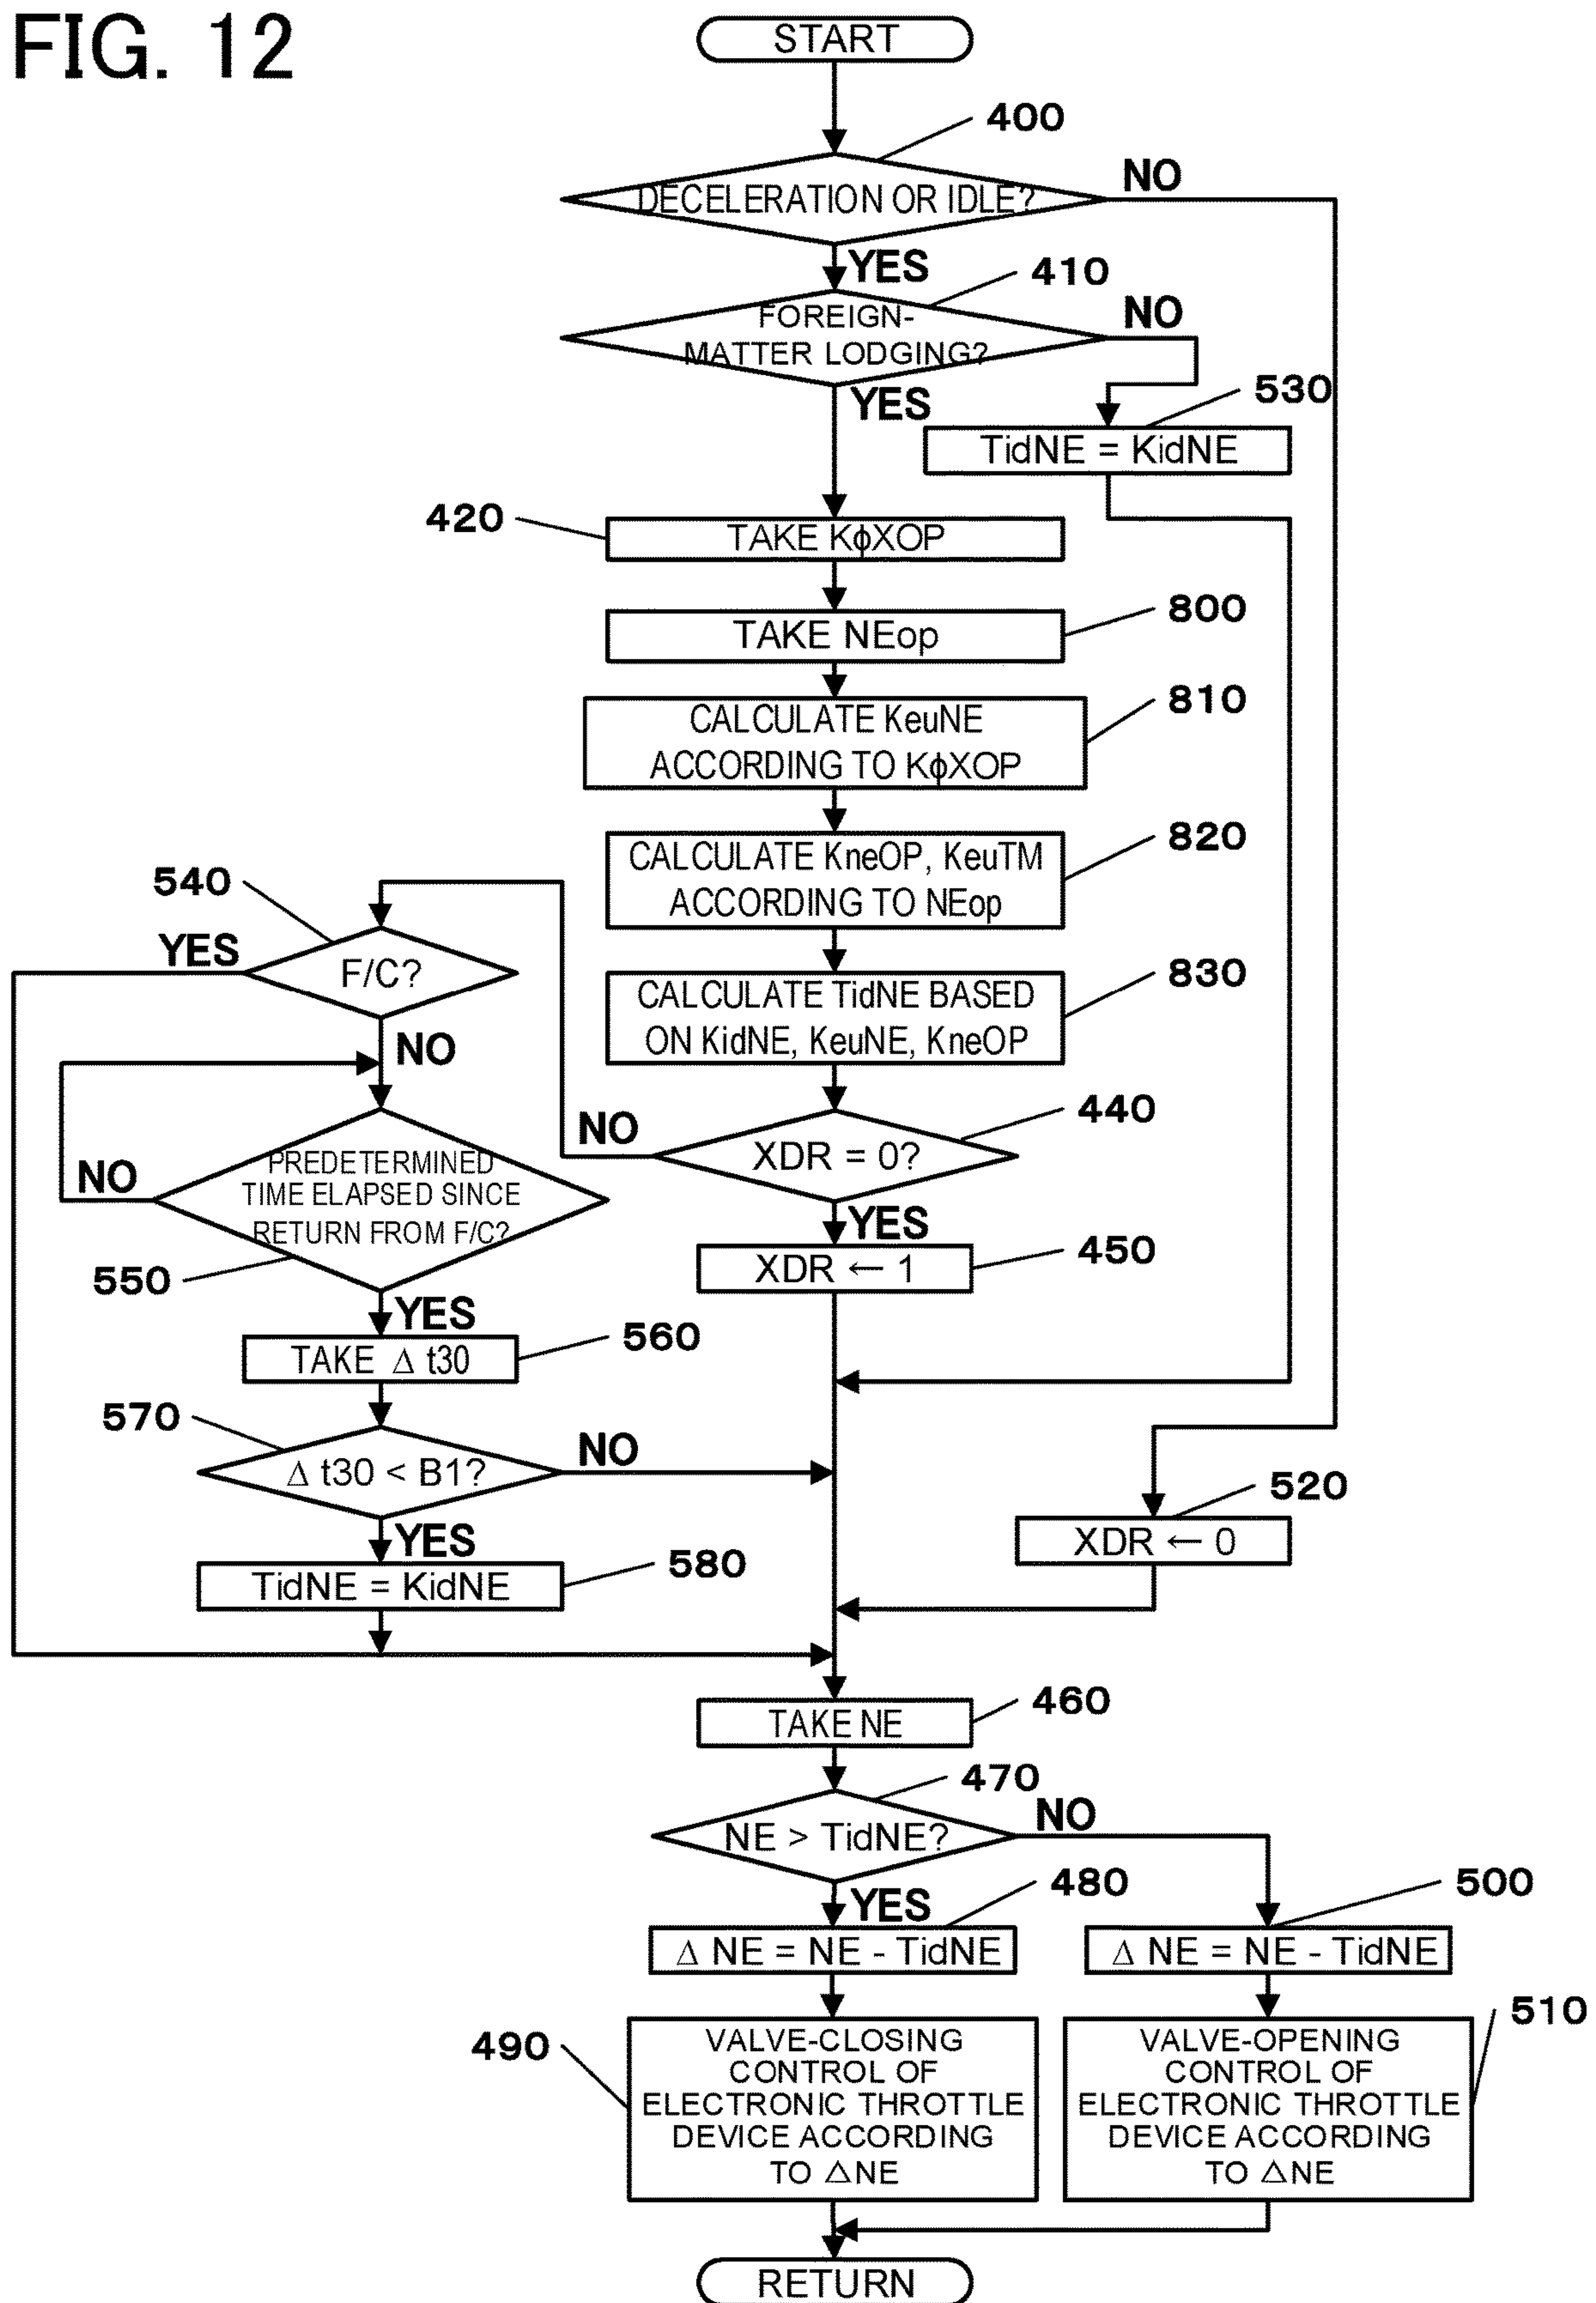 FIG. 12
START
400
DECELERATION OR IDLE?
NO
YES
410
FOREIGN-
MATTER LODGING?
NO
YES
530
TidNE = KidNE
420
TAKE KϕXOP
800
TAKE NEop
810
CALCULATE KeuNE
ACCORDING TO KϕXOP
820
CALCULATE KneOP, KeuTM
ACCORDING TO NEop
830
CALCULATE TidNE BASED
ON KidNE, KeuNE, KneOP
440
XDR = 0?
NO
YES
450
XDR ← 1
540
YES
F/C?
NO
PREDETERMINED
TIME ELAPSED SINCE
RETURN FROM F/C?
NO
550
YES
560
TAKE Δ t30
570
Δ t30 < B1?
NO
YES
580
TidNE = KidNE
520
XDR ← 0
460
TAKE NE
470
NE > TidNE?
NO
YES
480
Δ NE = NE - TidNE
500
Δ NE = NE - TidNE
490
VALVE-CLOSING
CONTROL OF
ELECTRONIC THROTTLE
DEVICE ACCORDING
TO △NE
510
VALVE-OPENING
CONTROL OF
ELECTRONIC THROTTLE
DEVICE ACCORDING
TO △NE
RETURN